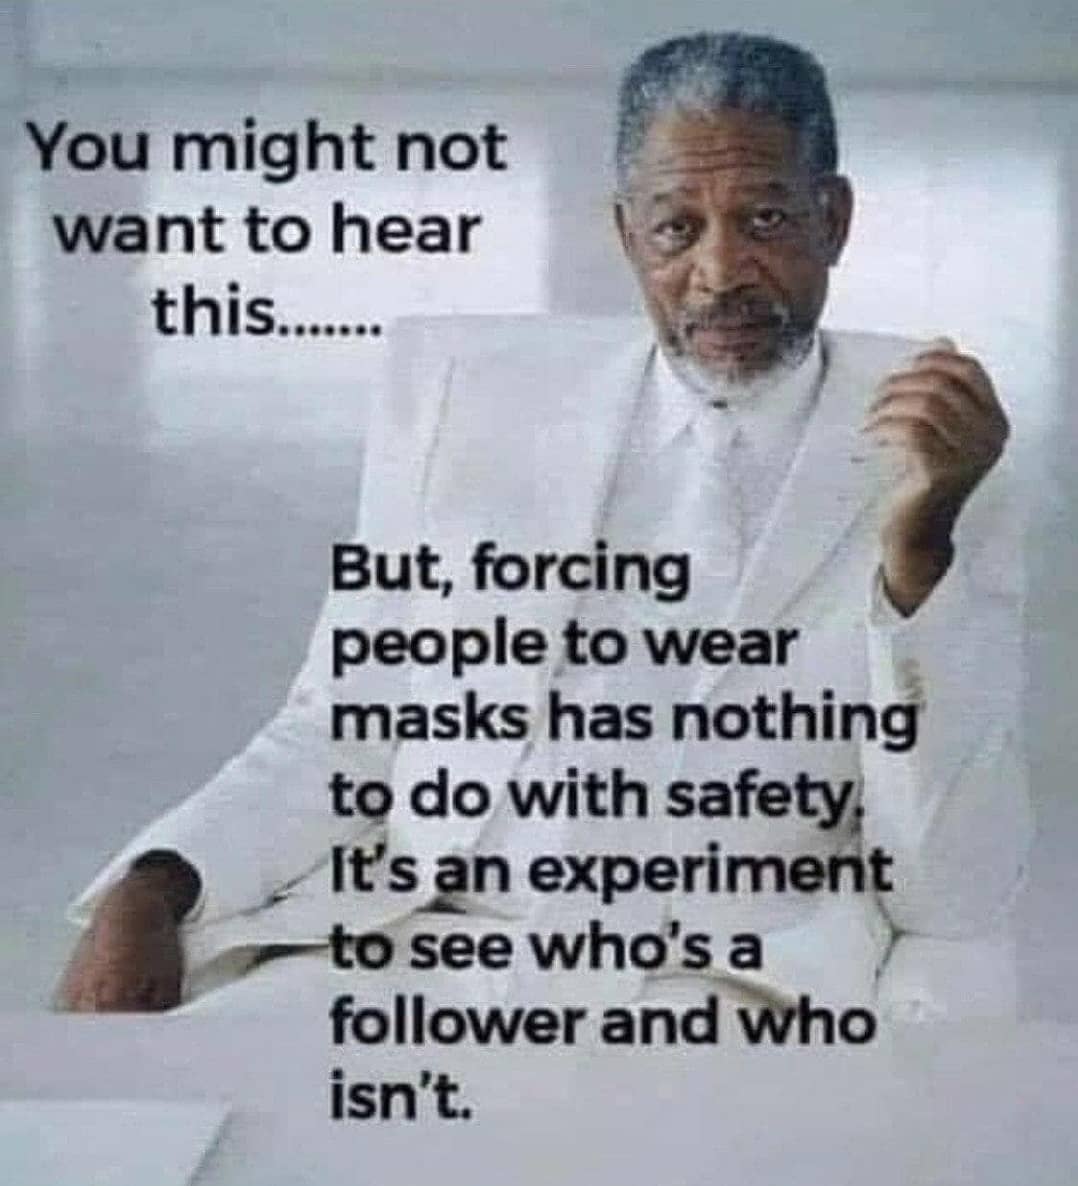 You might not
want to hear
this.......
But, forcing
people to wear
masks has nothing
to do with safety.
It's an experiment
to see who's a
follower and who
isn't.